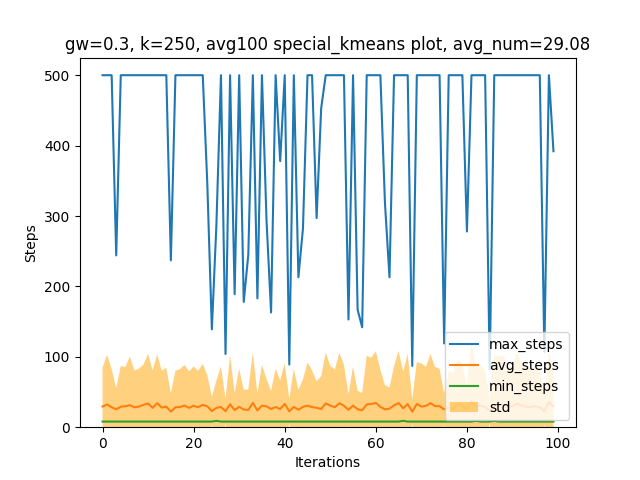 gw=0.3, k=250, avg100 special_kmeans plot, avg_num=29.08
500
400
300
200
100
0
Steps
max_steps
avg_steps
min_steps
std
0
20
40
60
80
100
Iterations